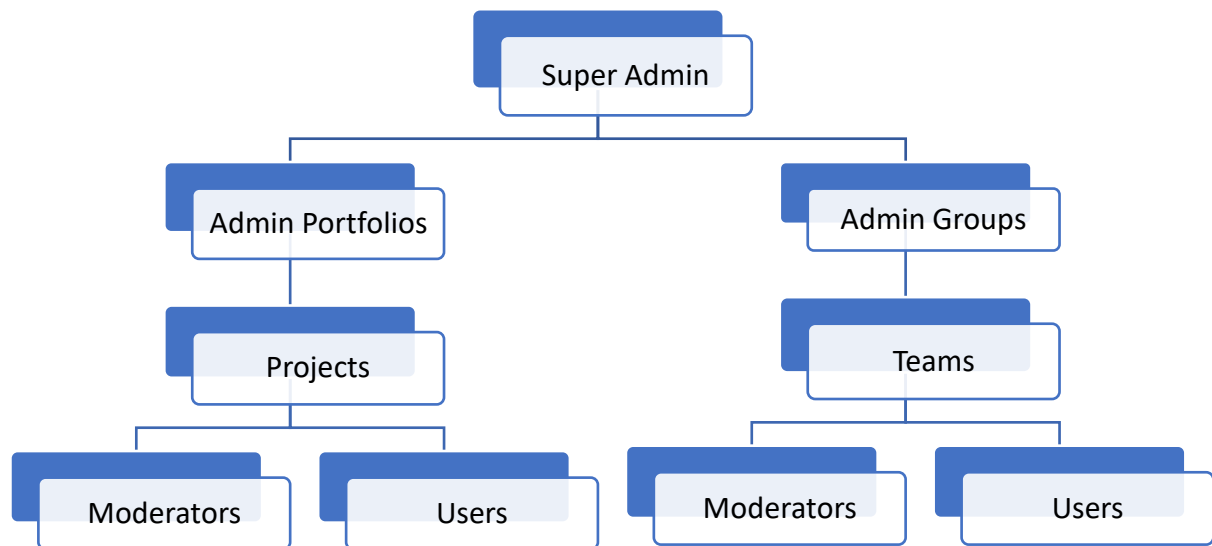 Super Admin
Admin Portfolios
Admin Groups
Projects
Teams
Moderators
Users
Moderators
Users